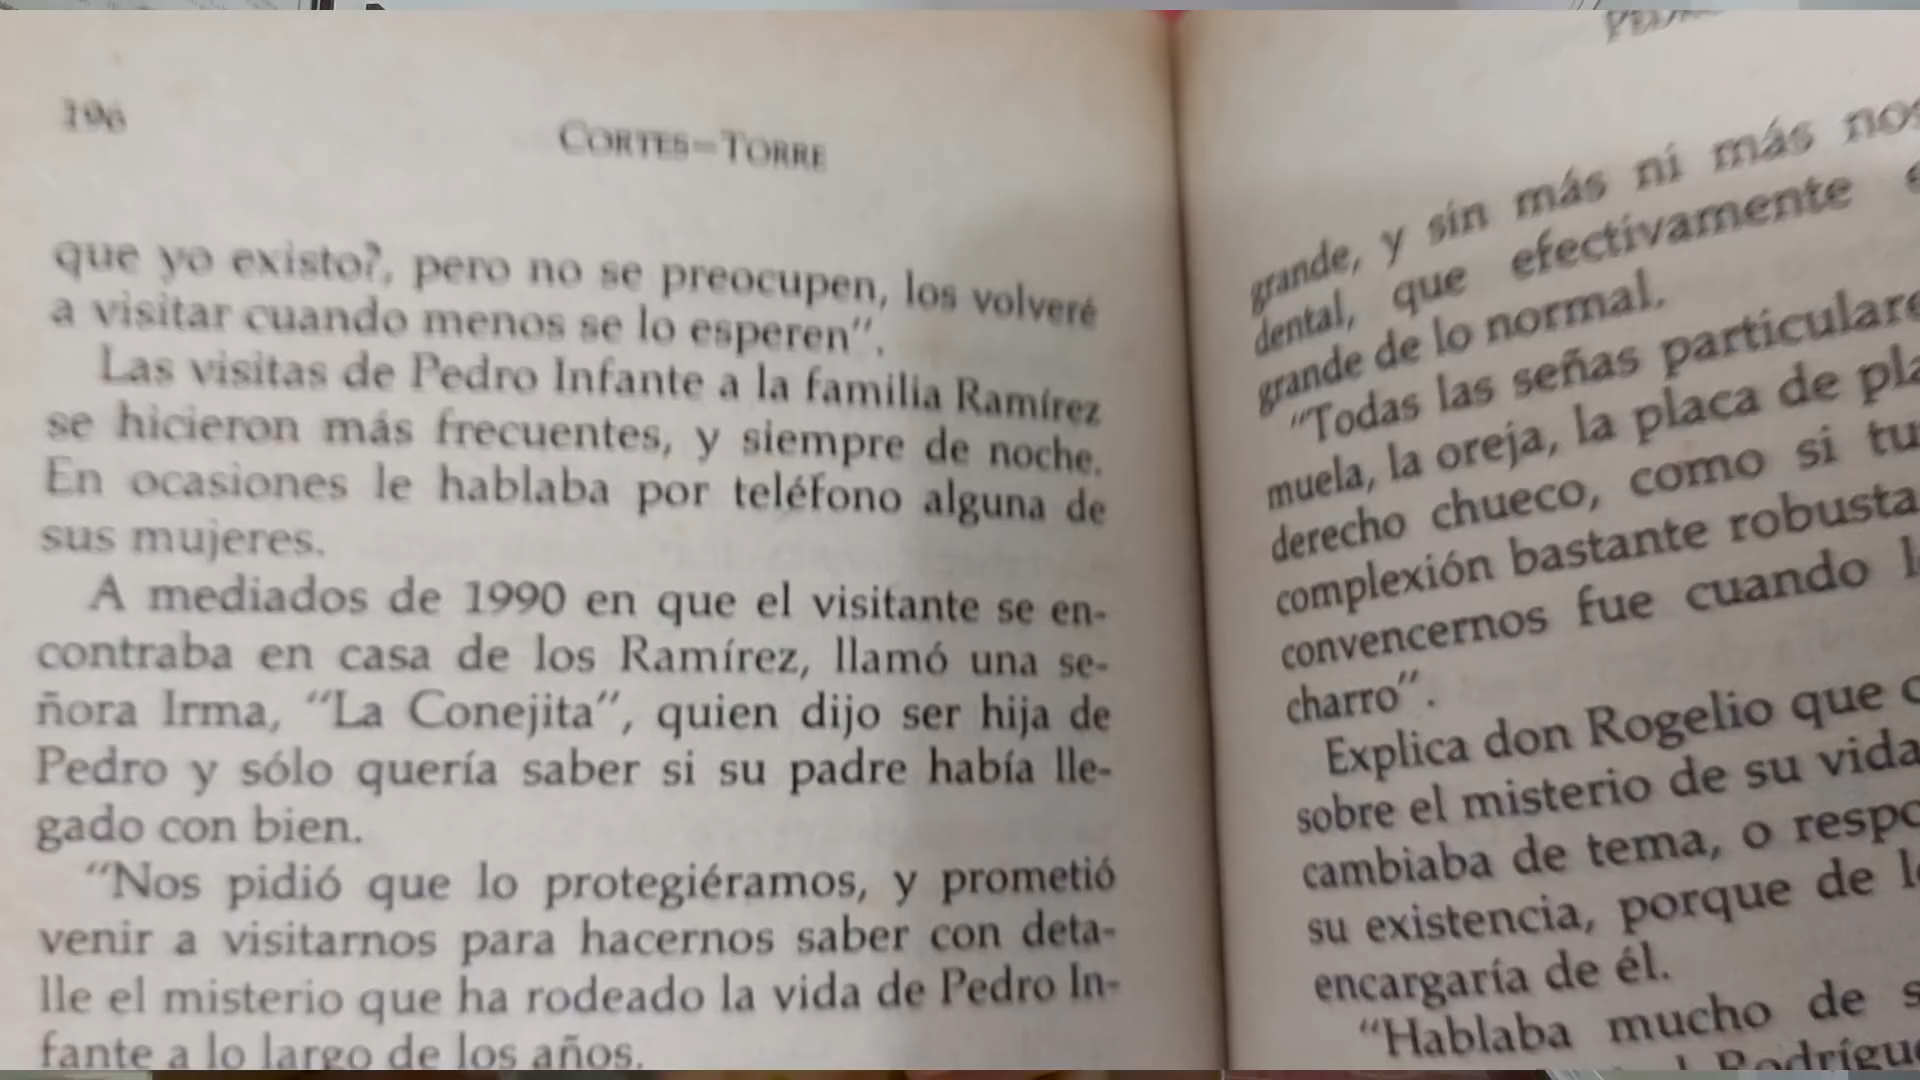 196
CORTES=TORRE
que yo existo?, pero no se preocupen, los volveré
a visitar cuando menos se lo esperen".
Las visitas de Pedro Infante a la familia Ramírez
se hicieron más frecuentes, y siempre de noche.
En ocasiones le hablaba por teléfono alguna de
sus mujeres.
A mediados de 1990 en que el visitante se en-
contraba en casa de los Ramírez, llamó una se-
ñora Irma, "La Conejita", quien dijo ser hija de
Pedro y sólo quería saber si su padre había lle-
gado con bien.
"Nos pidió que lo protegiéramos, y prometió
venir a visitarnos para hacernos saber con deta-
lle el misterio que ha rodeado la vida de Pedro In-
fante a lo largo de los años.
grande, y sin más ni más
dental, que efectivamente
grande de lo normal.
"Todas las señas
muela, la oreja, la placa de
derecho chueco, como si
complexión bastante robusta
convencernos fue cuando
charro".
Explica don Rogelio que
sobre el misterio de su vida
cambiaba de tema, o
su existencia, porque de
encargaría de él.
"Hablaba mucho de